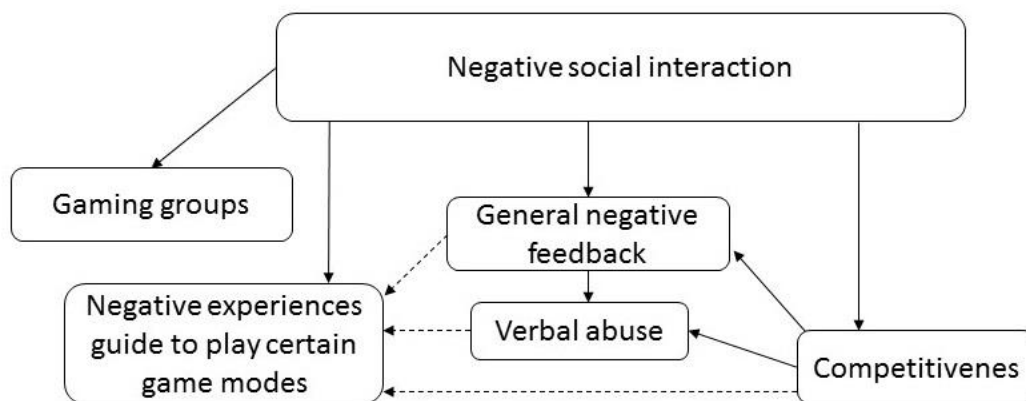 Negative social interaction
Gaming groups
General negative
feedback
Negative experiences
guide to play certain
game modes
Verbal abuse
Competitivenes